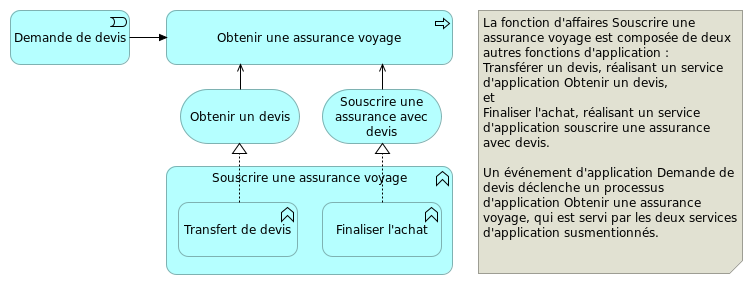 Demande de devis
Obtenir une assurance voyage
Obtenir un devis
Souscrire une
assurance avec
devis
Souscrire une assurance voyage
Transfert de devis
Finaliser l'achat
La fonction d'affaires Souscrire une
assurance voyage est composée de deux
autres fonctions d'application :
Transférer un devis, réalisant un service
d'application Obtenir un devis,
et
Finaliser l'achat, réalisant un service
d'application souscrire une assurance
avec devis.
Un événement d'application Demande de
devis déclenche un processus
d'application Obtenir une assurance
voyage, qui est servi par les deux services
d'application susmentionnés.